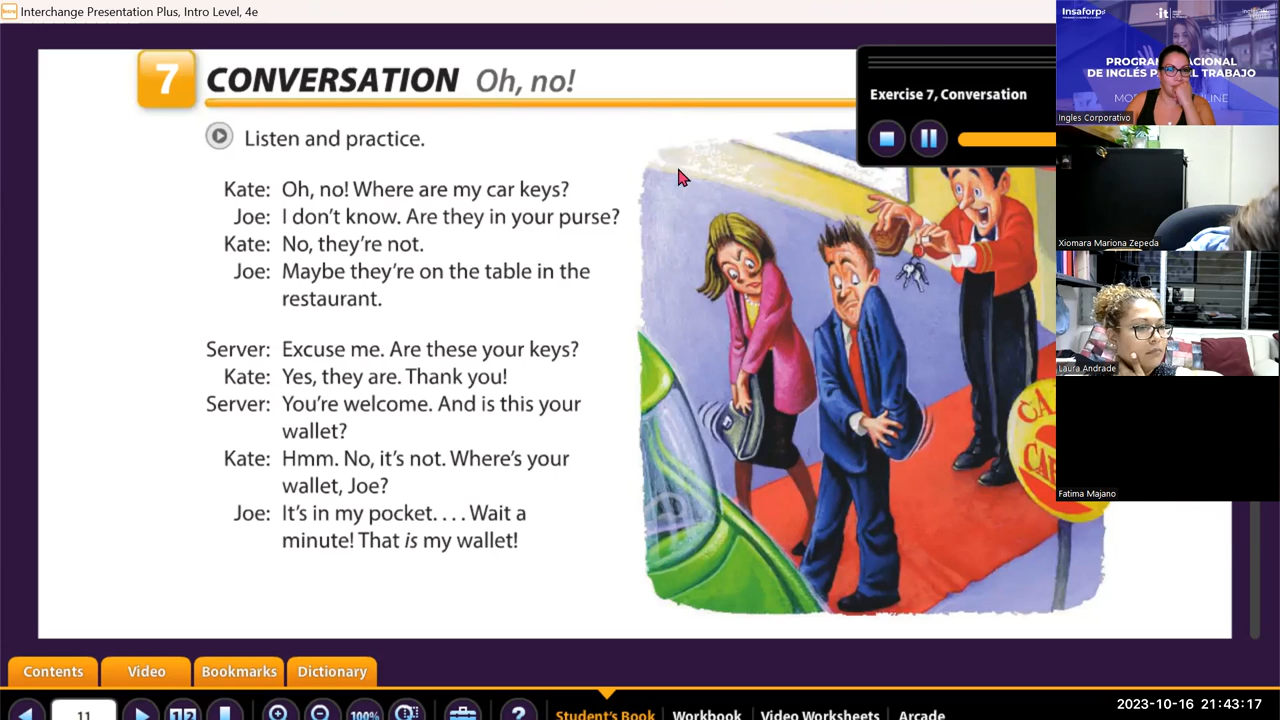 Interchange Presentation Plus, Intro Level, 4e
7 CONVERSATION Oh, no!
Listen and practice.
Kate: Oh, no! Where are my car keys?
Joe: I don't know. Are they in your purse?
Kate: No, they're not.
Joe: Maybe they're on the table in the
restaurant.
Server: Excuse me. Are these your keys?
Kate: Yes, they are. Thank you!
Server: You're welcome. And is this your
wallet?
Kate: Hmm. No, it's not. Where's your
wallet, Joe?
Joe: It's in my pocket. . . . Wait a
minute! That is my wallet!
Exercise 7, Conversation
Insaforp
it
Ingles Corporativo
Xiomara Mariona Zepeda
Laura Andrade
Fatima Majano
Contents
Video
Bookmarks
Dictionary
11
100%
?
Student's Book
Workbook
Video Worksheets
Arcade
2023-10-16 21:43:17